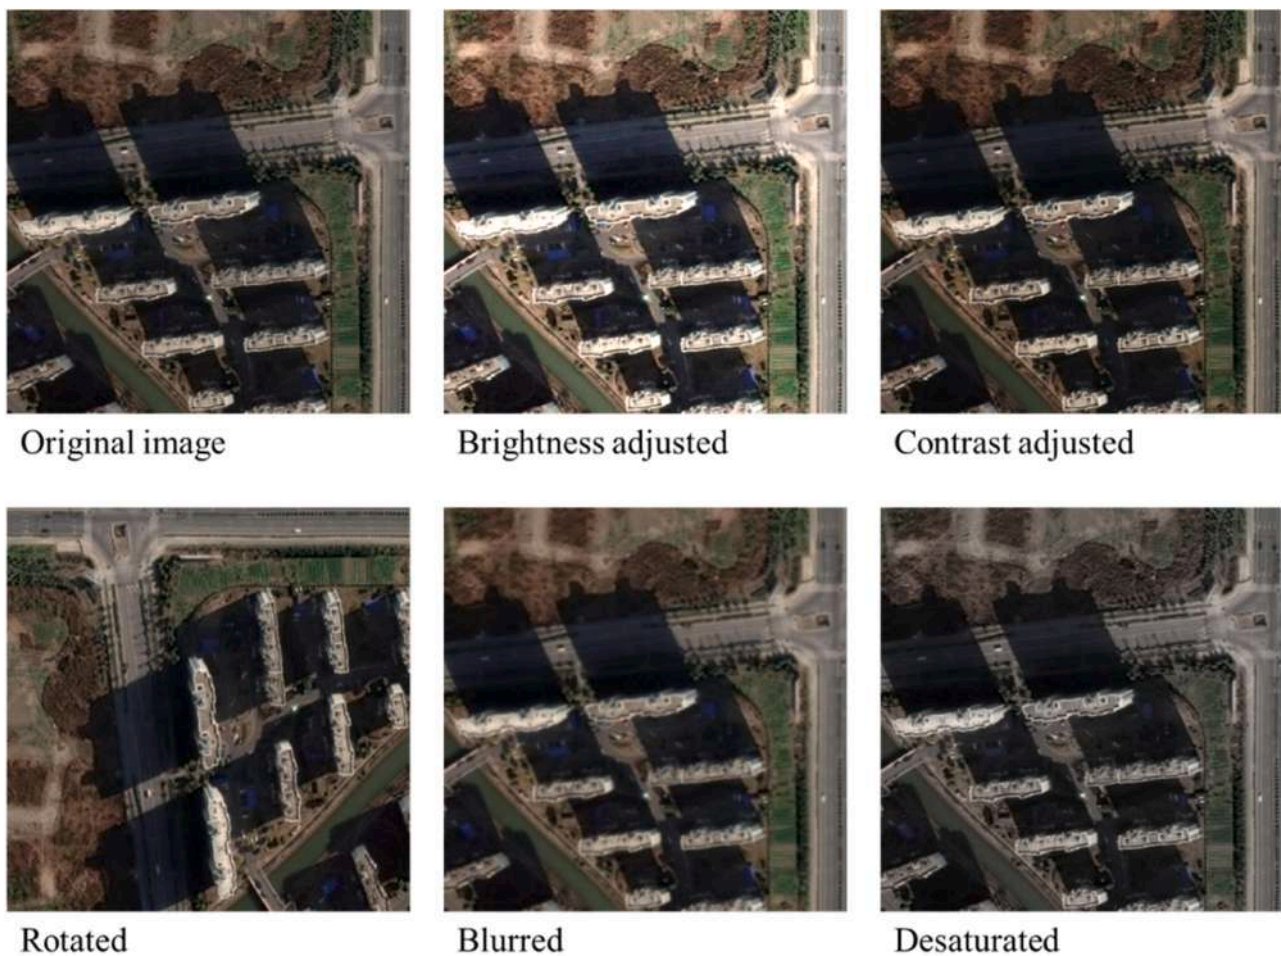 Original image
Brightness adjusted
Contrast adjusted
Rotated
Blurred
Desaturated